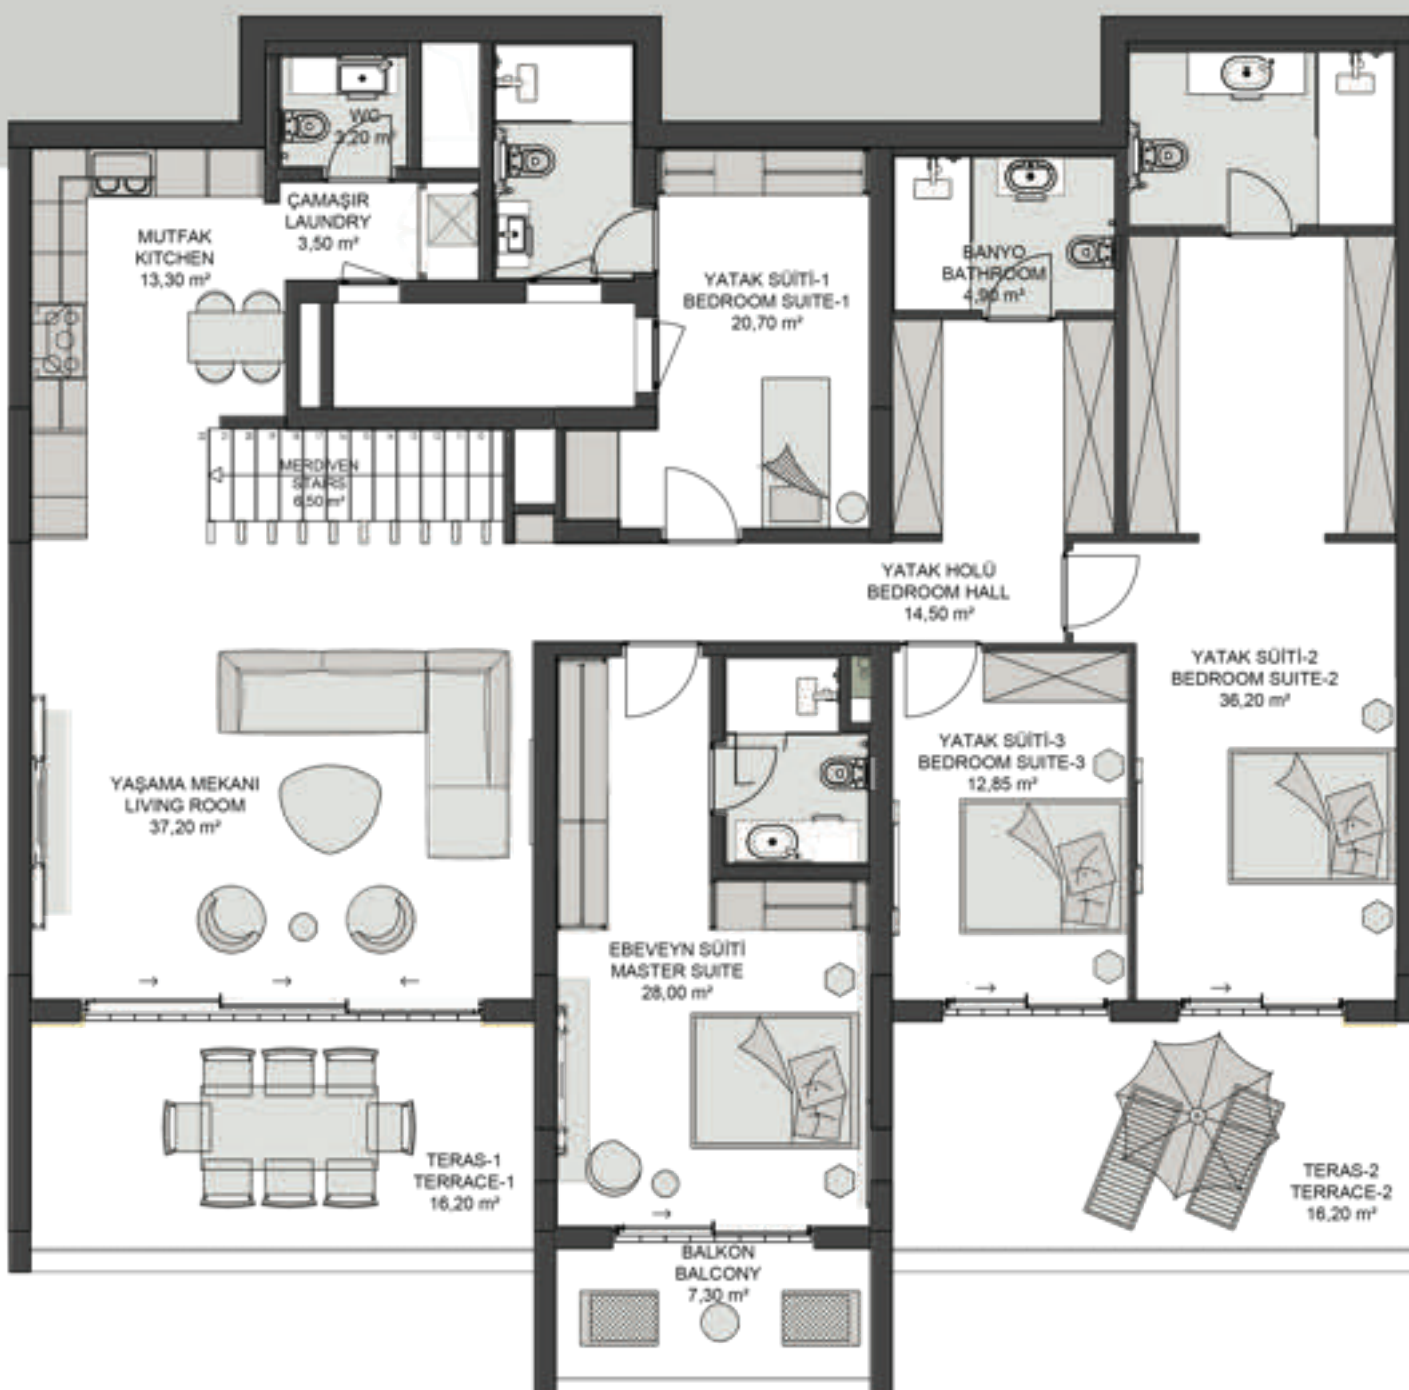 WC
3,20 m²
ÇAMAŞIR
LAUNDRY
3,50 m²
MUTFAK
KITCHEN
13,30 m²
YATAK SÜİTİ-1
BEDROOM SUITE-1
20,70 m²
BANYO
BATHROOM
4,90 m²
MERDİVEN
STAIRS
6,50 m²
YATAK HOLÜ
BEDROOM HALL
14,50 m²
YATAK SÜİTİ-2
BEDROOM SUITE-2
36,20 m²
YATAK SÜİTİ-3
BEDROOM SUITE-3
12,85 m²
YAŞAMA MEKANI
LIVING ROOM
37,20 m²
EBEVEYN SÜİTİ
MASTER SUITE
28,00 m²
TERAS-1
TERRACE-1
16,20 m²
TERAS-2
TERRACE-2
16,20 m²
BALKON
BALCONY
7,30 m²